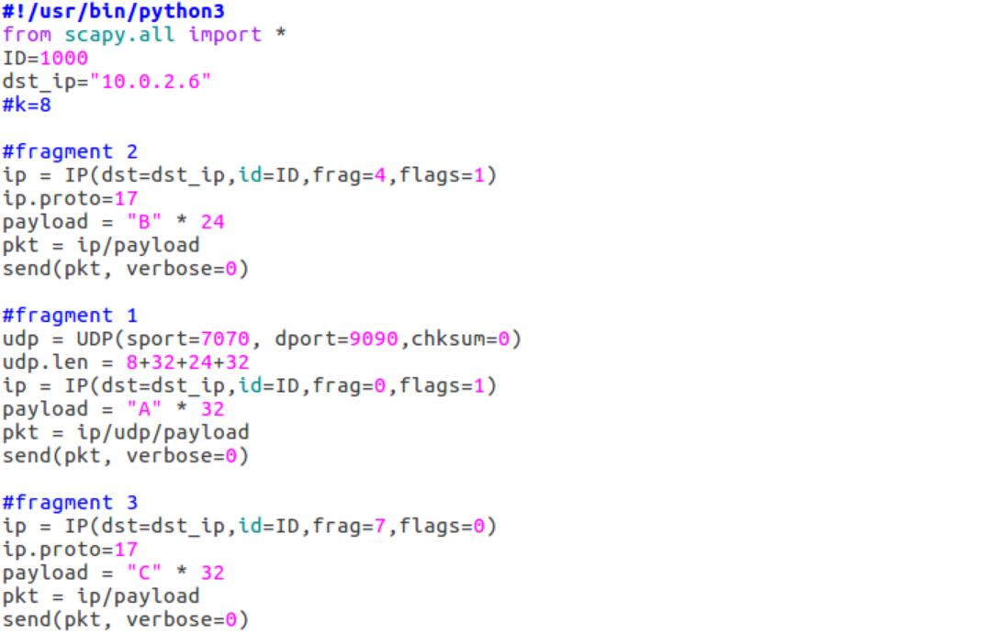 #!/usr/bin/python3
from scapy.all import *
ID=1000
dst_ip="10.0.2.6"
#k=8

#fragment 2
ip = IP(dst=dst_ip,id=ID,frag=4,flags=1)
ip.proto=17
payload = "B" * 24
pkt = ip/payload
send(pkt, verbose=0)

#fragment 1
udp = UDP(sport=7070, dport=9090,chksum=0)
udp.len = 8+32+24+32
ip = IP(dst=dst_ip,id=ID,frag=0,flags=1)
payload = "A" * 32
pkt = ip/udp/payload
send(pkt, verbose=0)

#fragment 3
ip = IP(dst=dst_ip,id=ID,frag=7,flags=0)
ip.proto=17
payload = "C" * 32
pkt = ip/payload
send(pkt, verbose=0)